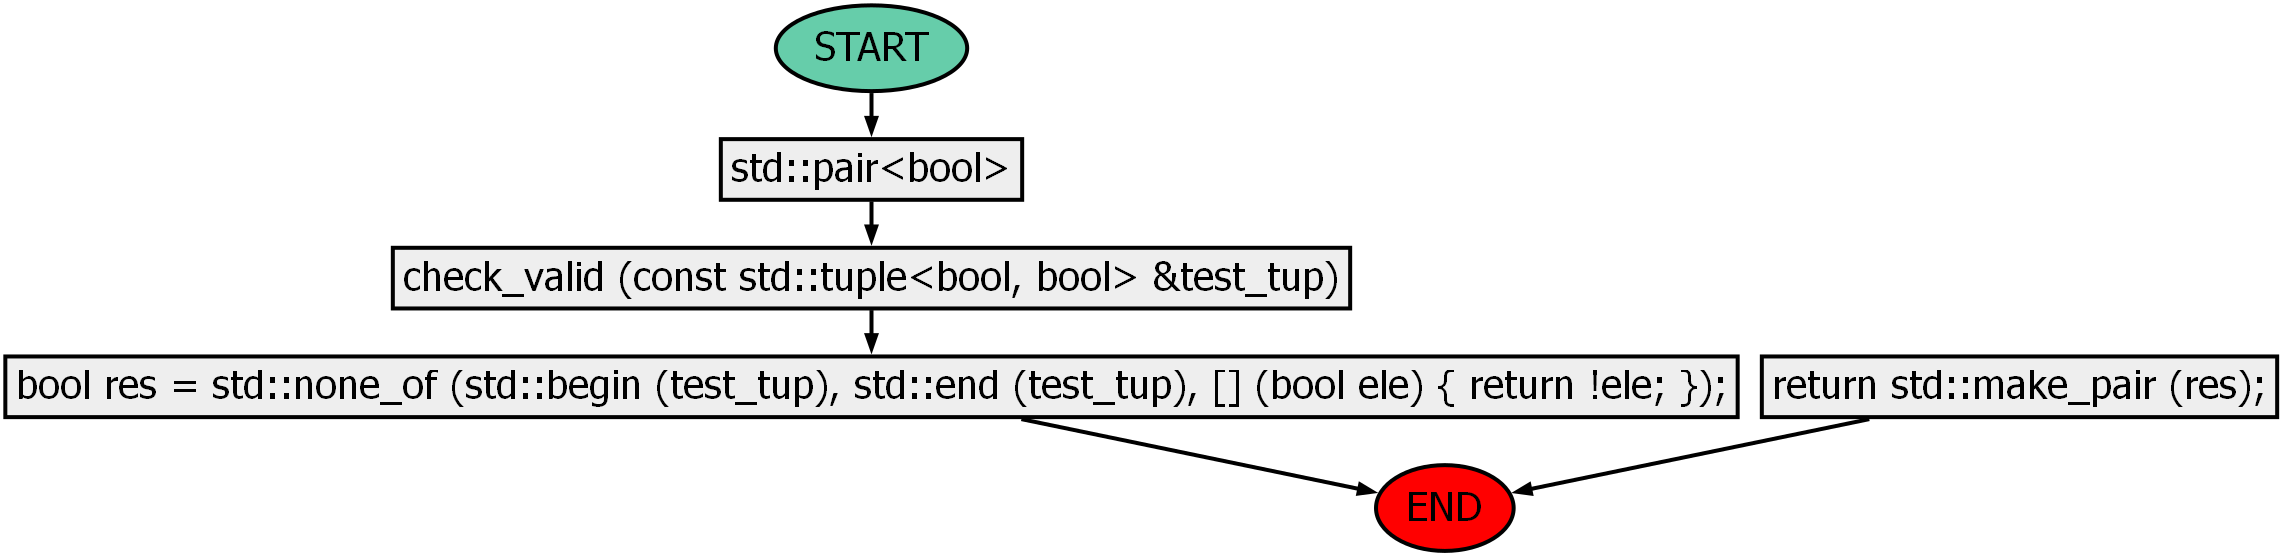 START
std::pair<bool>
check_valid (const std::tuple<bool, bool> &test_tup)
bool res = std::none_of (std::begin (test_tup), std::end (test_tup), [] (bool ele) { return !ele; });
return std::make_pair (res);
END